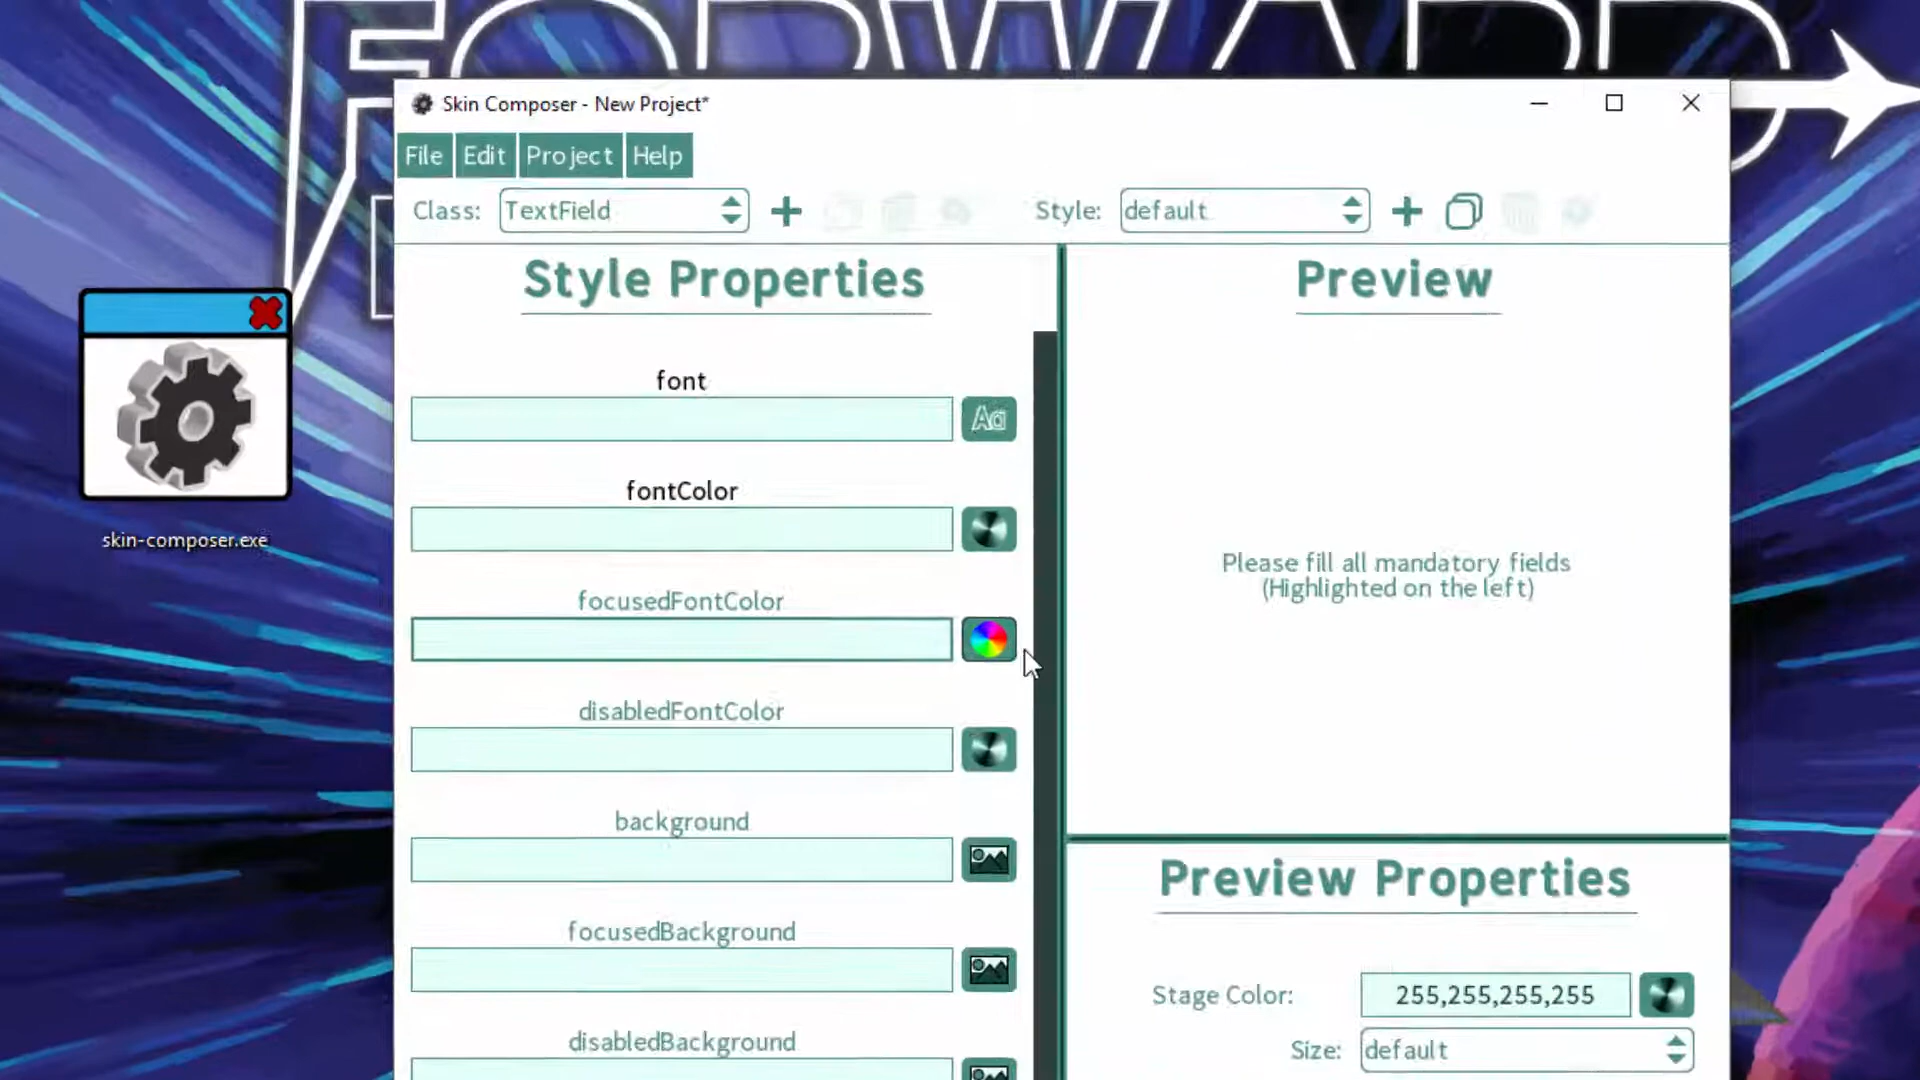 FORWARD
Skin Composer - New Project*
File Edit Project Help
Class: TextField Style: default
Style Properties
Preview
font
Aa
fontColor
Please fill all mandatory fields
(Highlighted on the left)
skin-composer.exe
focusedFontColor
disabledFontColor
background
Preview Properties
focusedBackground
Stage Color: 255,255,255,255
disabledBackground
Size: default